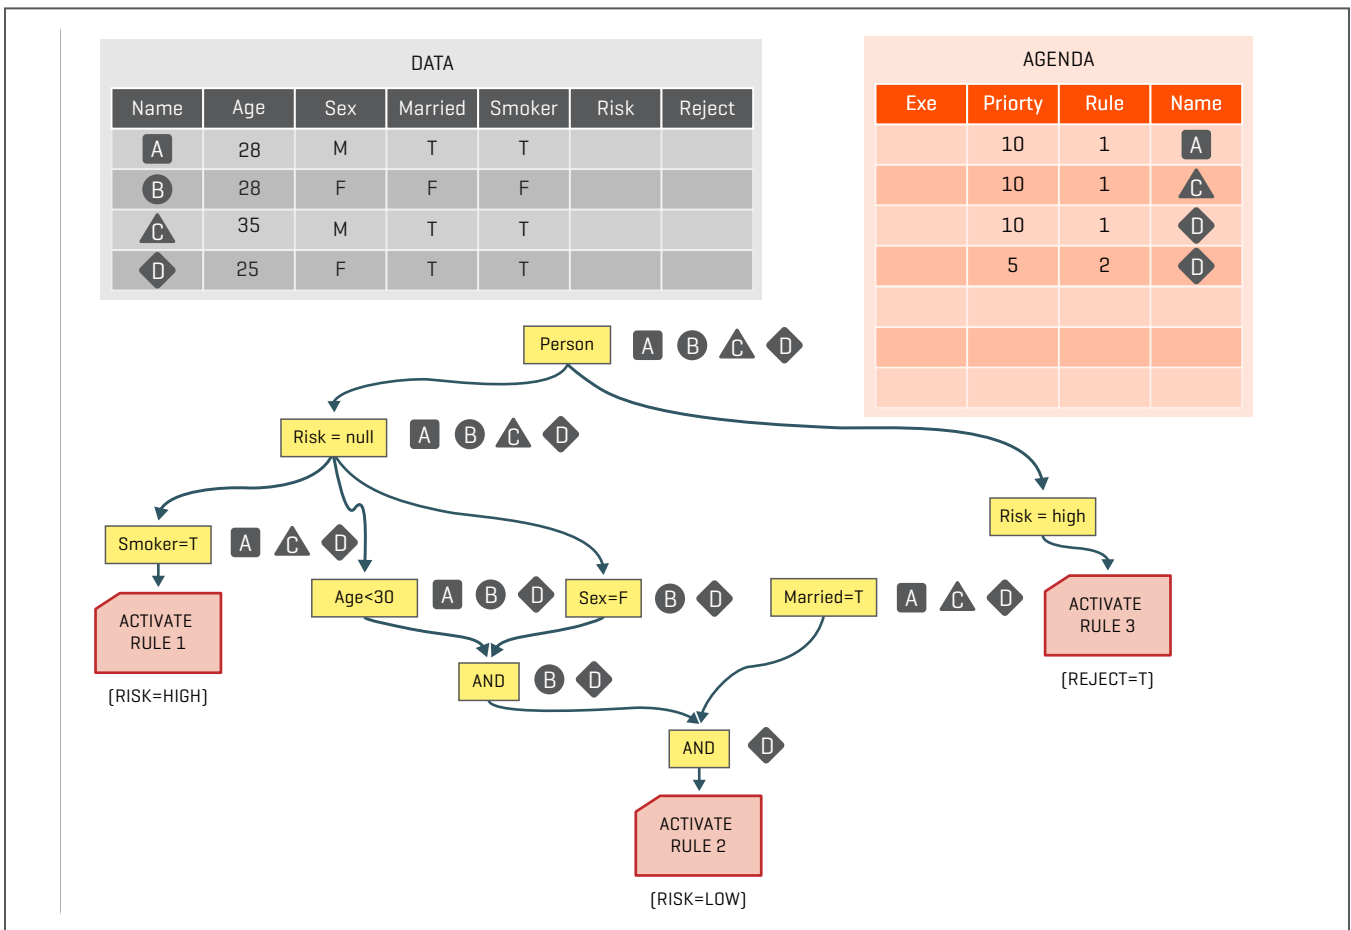 DATA
Name Age Sex Married Smoker Risk Reject
A 28 M T T
B 28 F F F
C 35 M T T
D 25 F T T
AGENDA
Exe Priorty Rule Name
10 1 A
10 1 C
10 1 D
5 2 D
Person A B C D
Risk = null A B C D
Risk = high
Smoker=T A C D
Age<30 A B D
Sex=F B D
Married=T A C D
ACTIVATE
RULE 1
(RISK=HIGH)
ACTIVATE
RULE 3
(REJECT=T)
AND B D
AND D
ACTIVATE
RULE 2
(RISK=LOW)